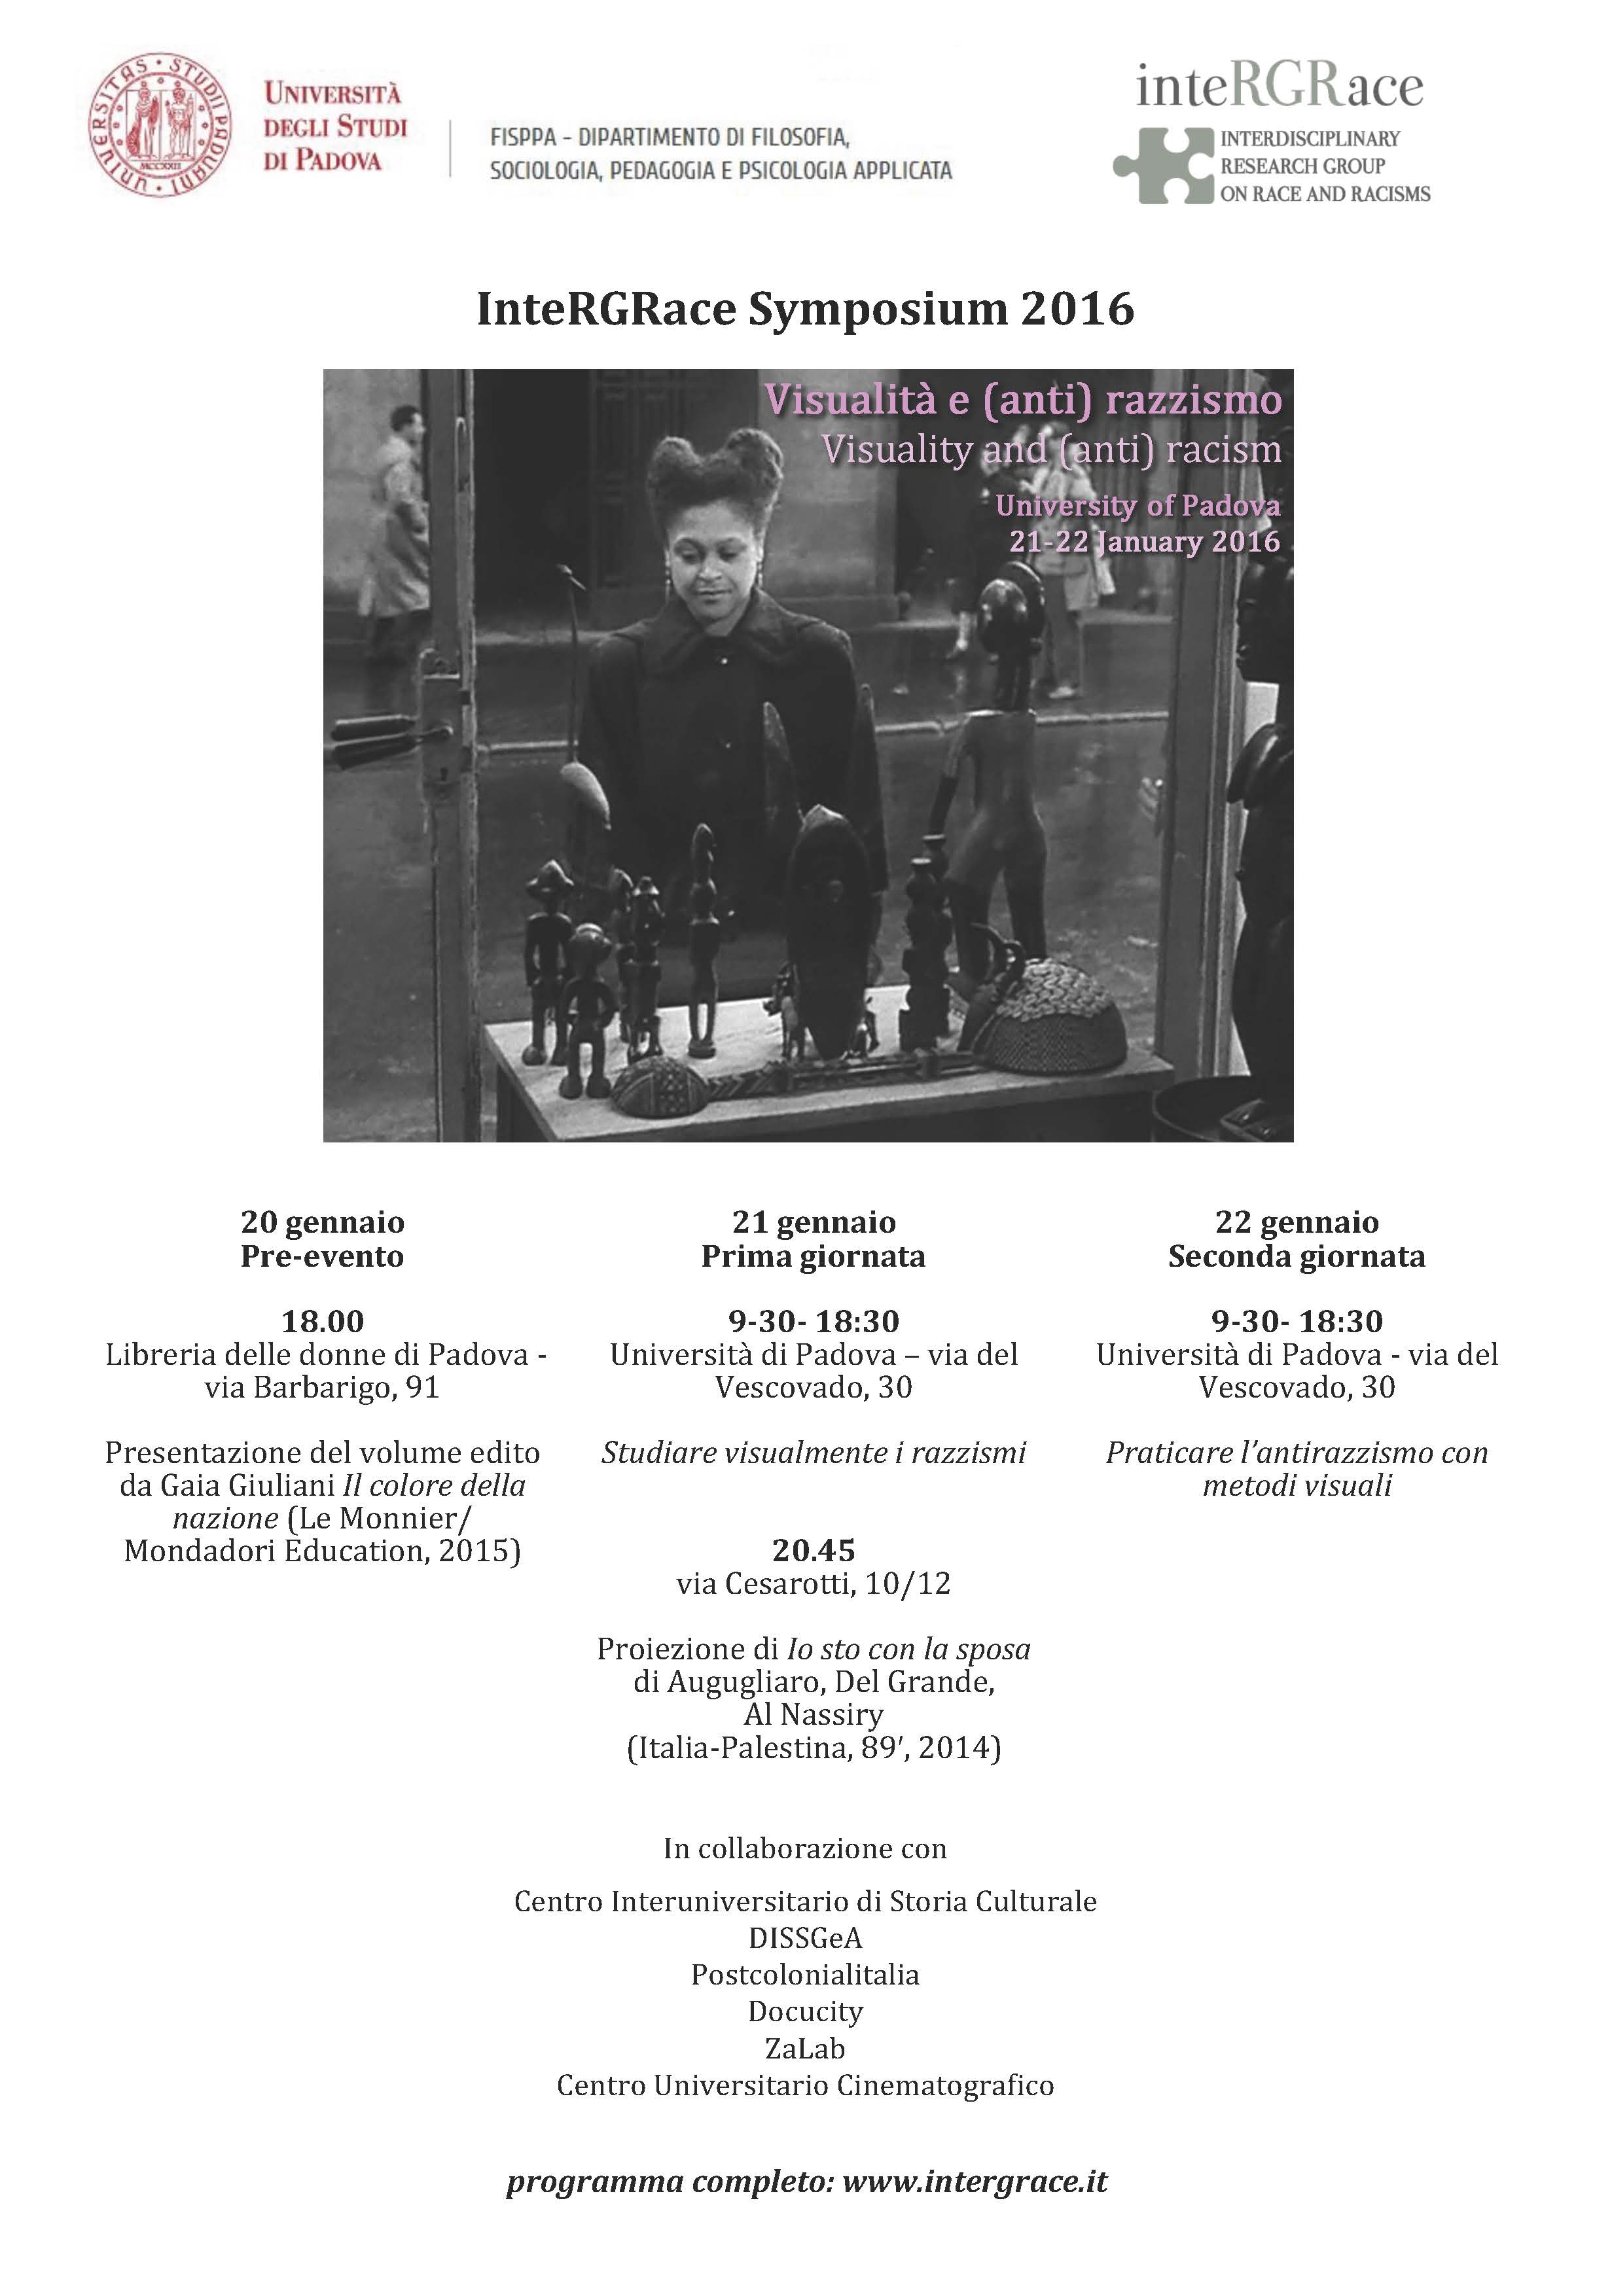 UNIVERSITAS • STUDII PADUANI •
MCCXXII
UNIVERSITÀ
DEGLI STUDI
DI PADOVA
FISPPA - DIPARTIMENTO DI FILOSOFIA,
SOCIOLOGIA, PEDAGOGIA E PSICOLOGIA APPLICATA
inteRGRace
INTERDISCIPLINARY
RESEARCH GROUP
ON RACE AND RACISMS
InteRGRace Symposium 2016
Visualità e (anti) razzismo
Visuality and (anti) racism
University of Padova
21-22 January 2016
20 gennaio
Pre-evento
18.00
Libreria delle donne di Padova -
via Barbarigo, 91
Presentazione del volume edito
da Gaia Giuliani Il colore della
nazione (Le Monnier/
Mondadori Education, 2015)
21 gennaio
Prima giornata
9-30- 18:30
Università di Padova – via del
Vescovado, 30
Studiare visualmente i razzismi
20.45
via Cesarotti, 10/12
Proiezione di Io sto con la sposa
di Augugliaro, Del Grande,
Al Nassiry
(Italia-Palestina, 89′, 2014)
22 gennaio
Seconda giornata
9-30- 18:30
Università di Padova - via del
Vescovado, 30
Praticare l’antirazzismo con
metodi visuali
In collaborazione con
Centro Interuniversitario di Storia Culturale
DISSGeA
Postcolonialitalia
Docucity
ZaLab
Centro Universitario Cinematografico
programma completo: www.intergrace.it